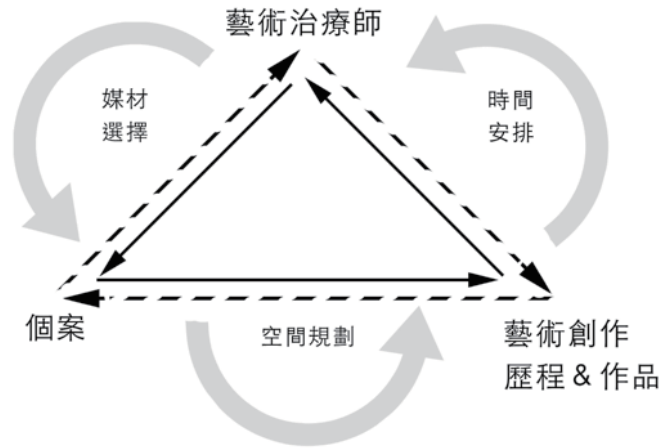 藝術治療師
媒材
選擇
時間
安排
個案
空間規劃
藝術創作
歷程 & 作品